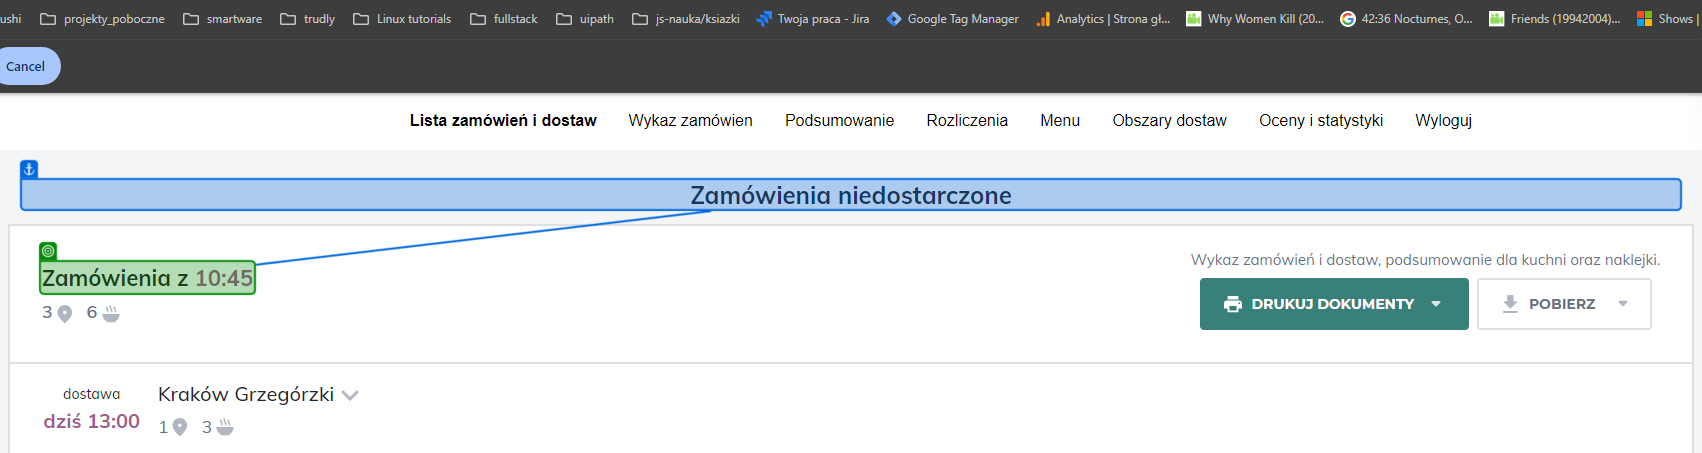 ushi projekty_poboczne smartware trudly Linux tutorials fullstack uipath js-nauka/ksiazki Twoja praca - Jira Google Tag Manager Analytics | Strona gł... Why Women Kill (20... 42:36 Nocturnes, O... Friends (19942004)... Shows |
Cancel
Lista zamówień i dostaw Wykaz zamówien Podsumowanie Rozliczenia Menu Obszary dostaw Oceny i statystyki Wyloguj
Zamówienia niedostarczone
Zamówienia z 10:45
3 6
Wykaz zamówień i dostaw, podsumowanie dla kuchni oraz naklejki.
DRUKUJ DOKUMENTY POBIERZ
dostawa
dziś 13:00
Kraków Grzegórzki
1 3